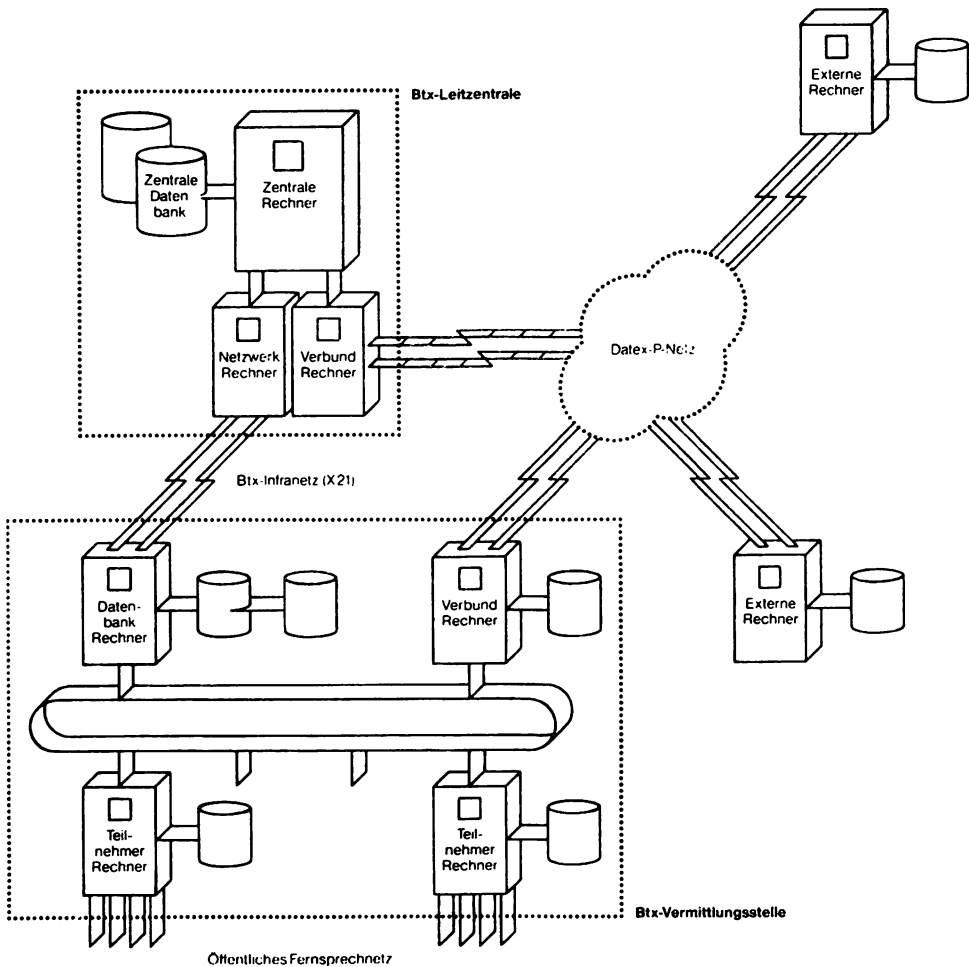 Externe
Rechner
Btx-Leitzentrale
Zentrale
Daten
bank
Zentrale
Rechner
Netzwerk
Rechner
Verbund
Rechner
Datex-P-Netz
Btx-Infranetz (X21)
Daten-
bank
Rechner
Verbund
Rechner
Externe
Rechner
Teil-
nehmer
Rechner
Teil-
nehmer
Rechner
Btx-Vermittlungsstelle
Öffentliches Fernsprechnetz